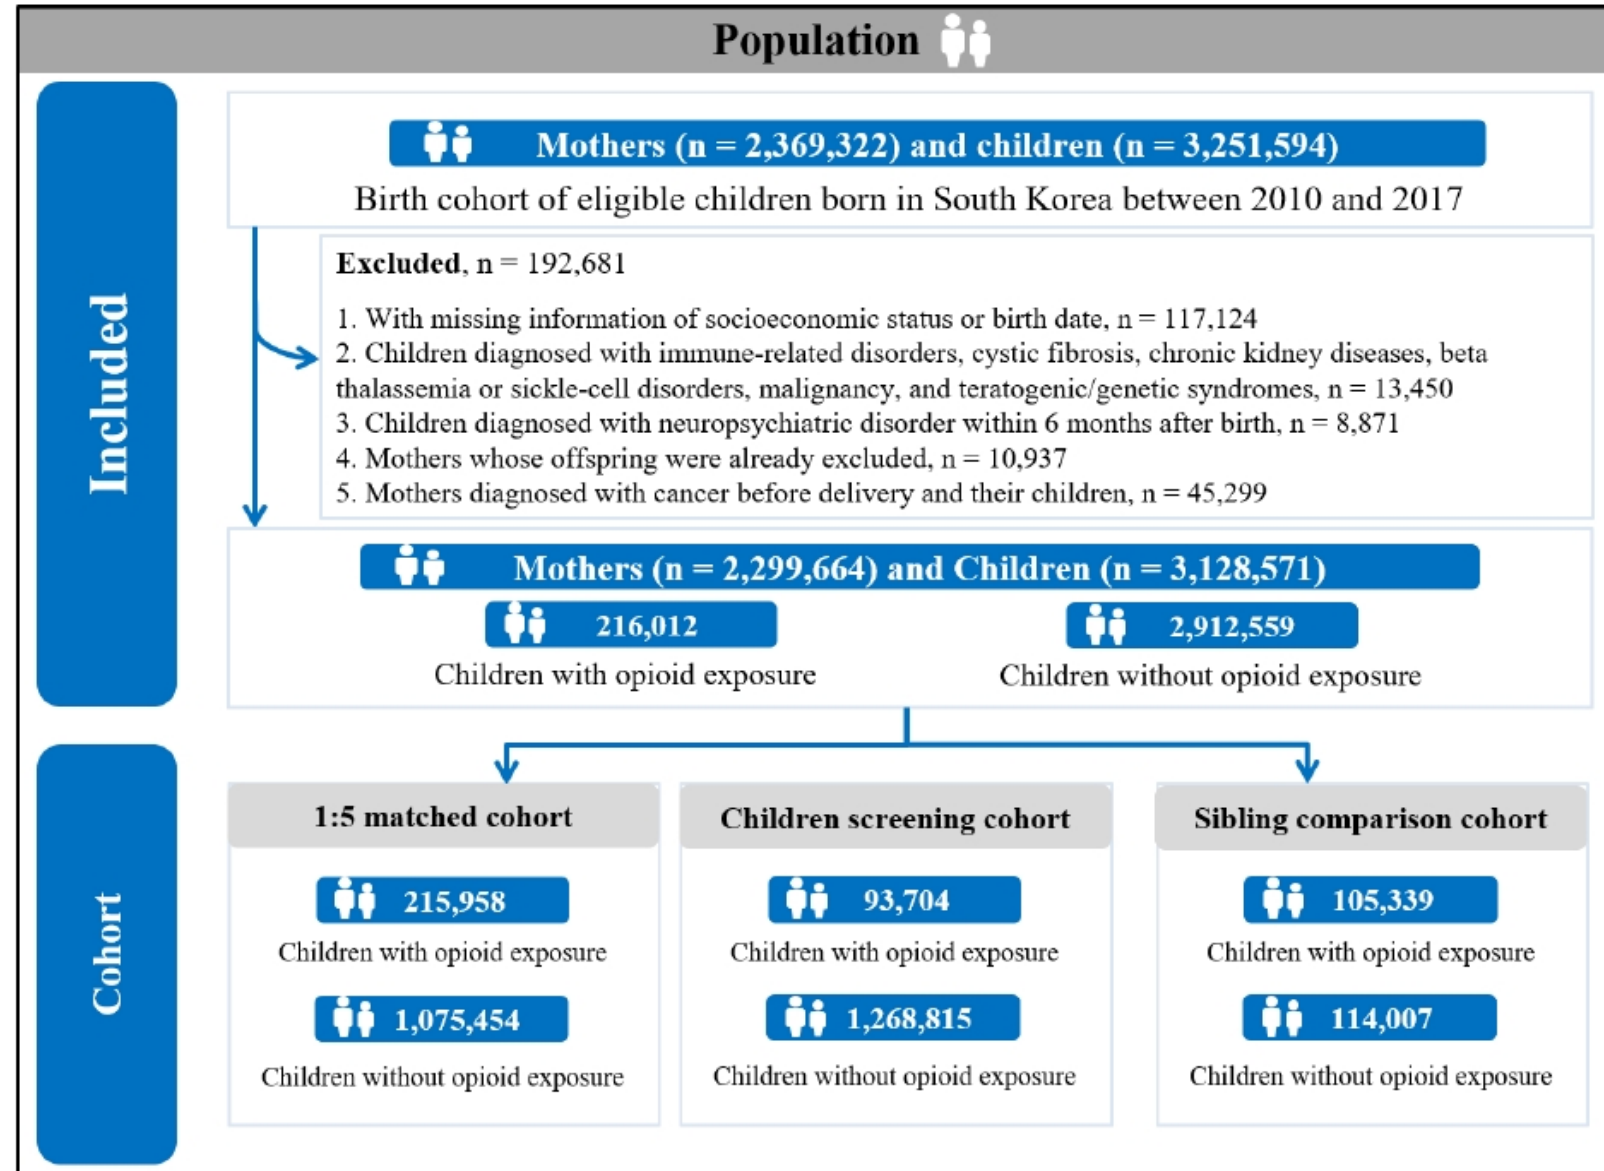 Population
Included
Mothers (n = 2,369,322) and children (n = 3,251,594)
Birth cohort of eligible children born in South Korea between 2010 and 2017
Excluded, n = 192,681
1. With missing information of socioeconomic status or birth date, n = 117,124
2. Children diagnosed with immune-related disorders, cystic fibrosis, chronic kidney diseases, beta
thalassemia or sickle-cell disorders, malignancy, and teratogenic/genetic syndromes, n = 13,450
3. Children diagnosed with neuropsychiatric disorder within 6 months after birth, n = 8,871
4. Mothers whose offspring were already excluded, n = 10,937
5. Mothers diagnosed with cancer before delivery and their children, n = 45,299
Mothers (n = 2,299,664) and Children (n = 3,128,571)
216,012
Children with opioid exposure
2,912,559
Children without opioid exposure
Cohort
1:5 matched cohort
215,958
Children with opioid exposure
1,075,454
Children without opioid exposure
Children screening cohort
93,704
Children with opioid exposure
1,268,815
Children without opioid exposure
Sibling comparison cohort
105,339
Children with opioid exposure
114,007
Children without opioid exposure